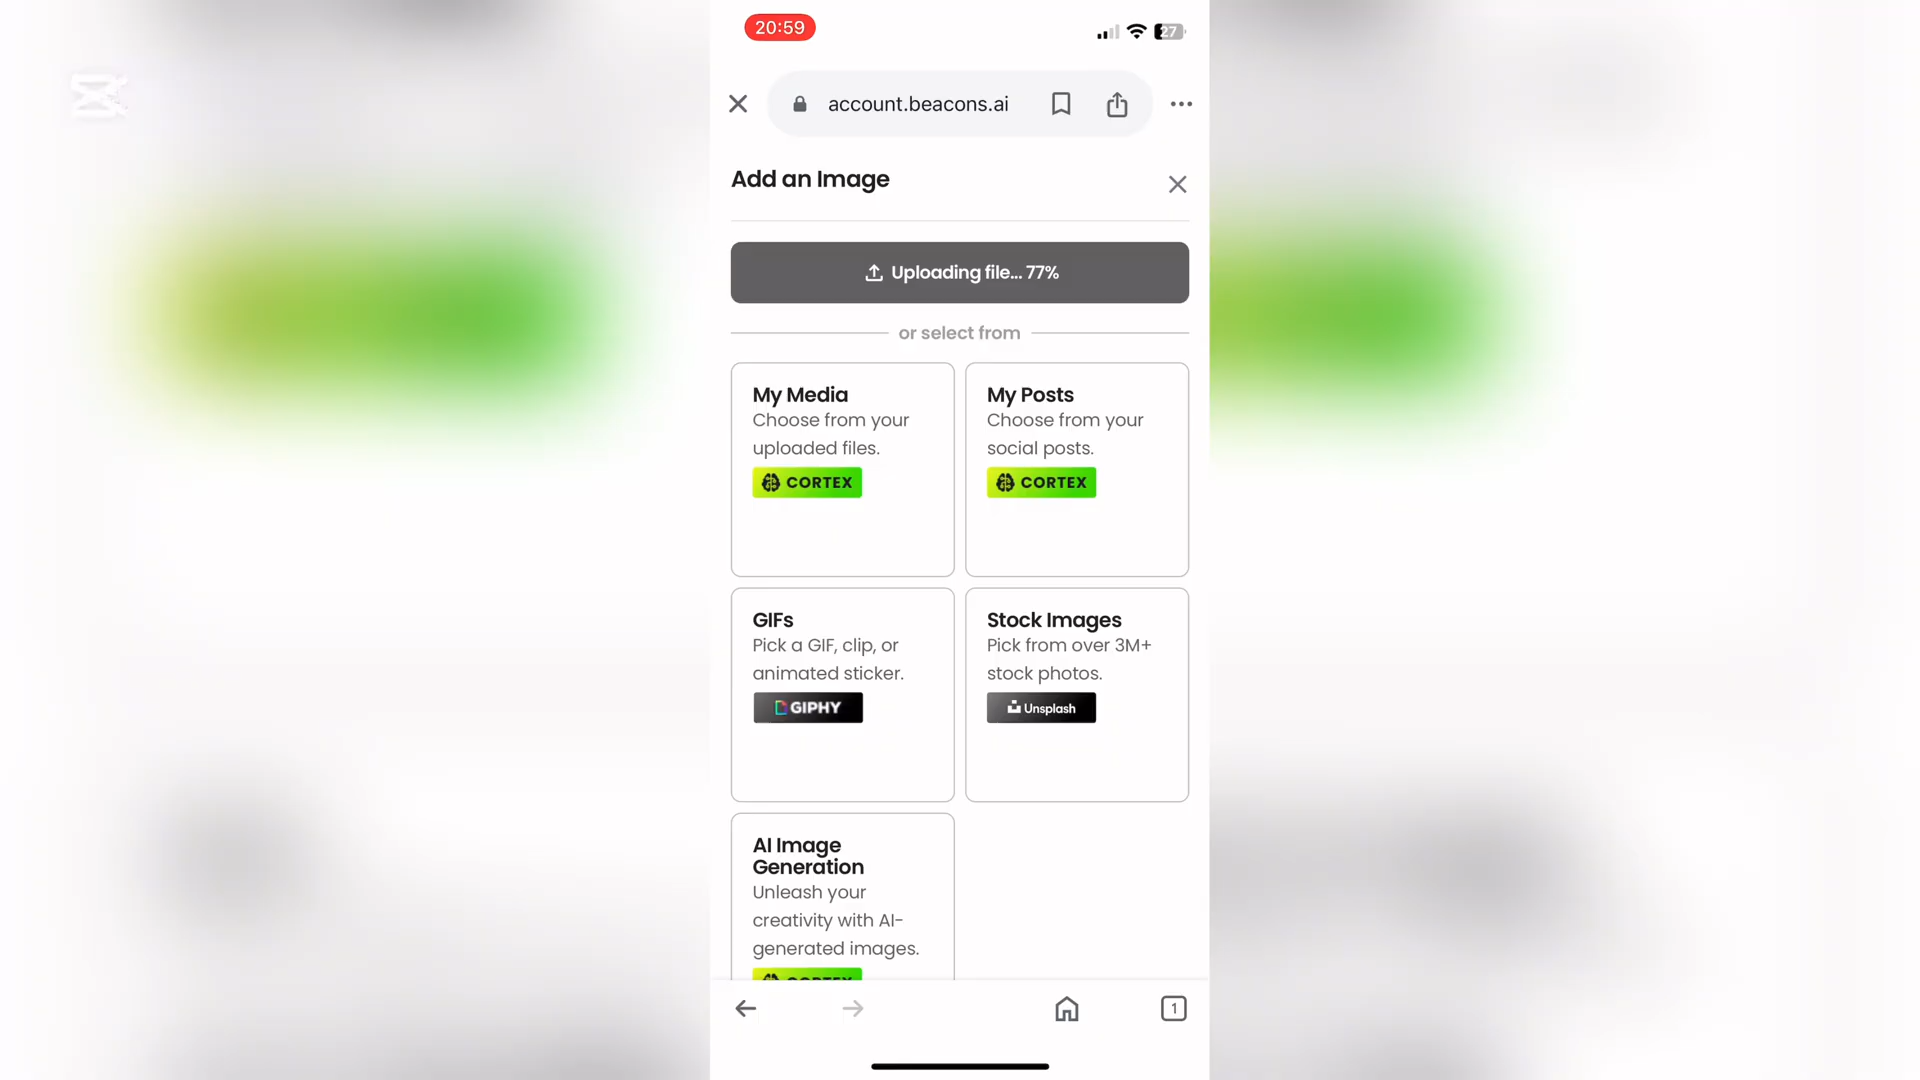 20:59
27
account.beacons.ai
Add an Image
Uploading file... 77%
or select from
My Media
Choose from your
uploaded files.
CORTEX
My Posts
Choose from your
social posts.
CORTEX
GIFs
Pick a GIF, clip, or
animated sticker.
GIPHY
Stock Images
Pick from over 3M+
stock photos.
Unsplash
AI Image
Generation
Unleash your
creativity with AI-
generated images.
CORTEX
1